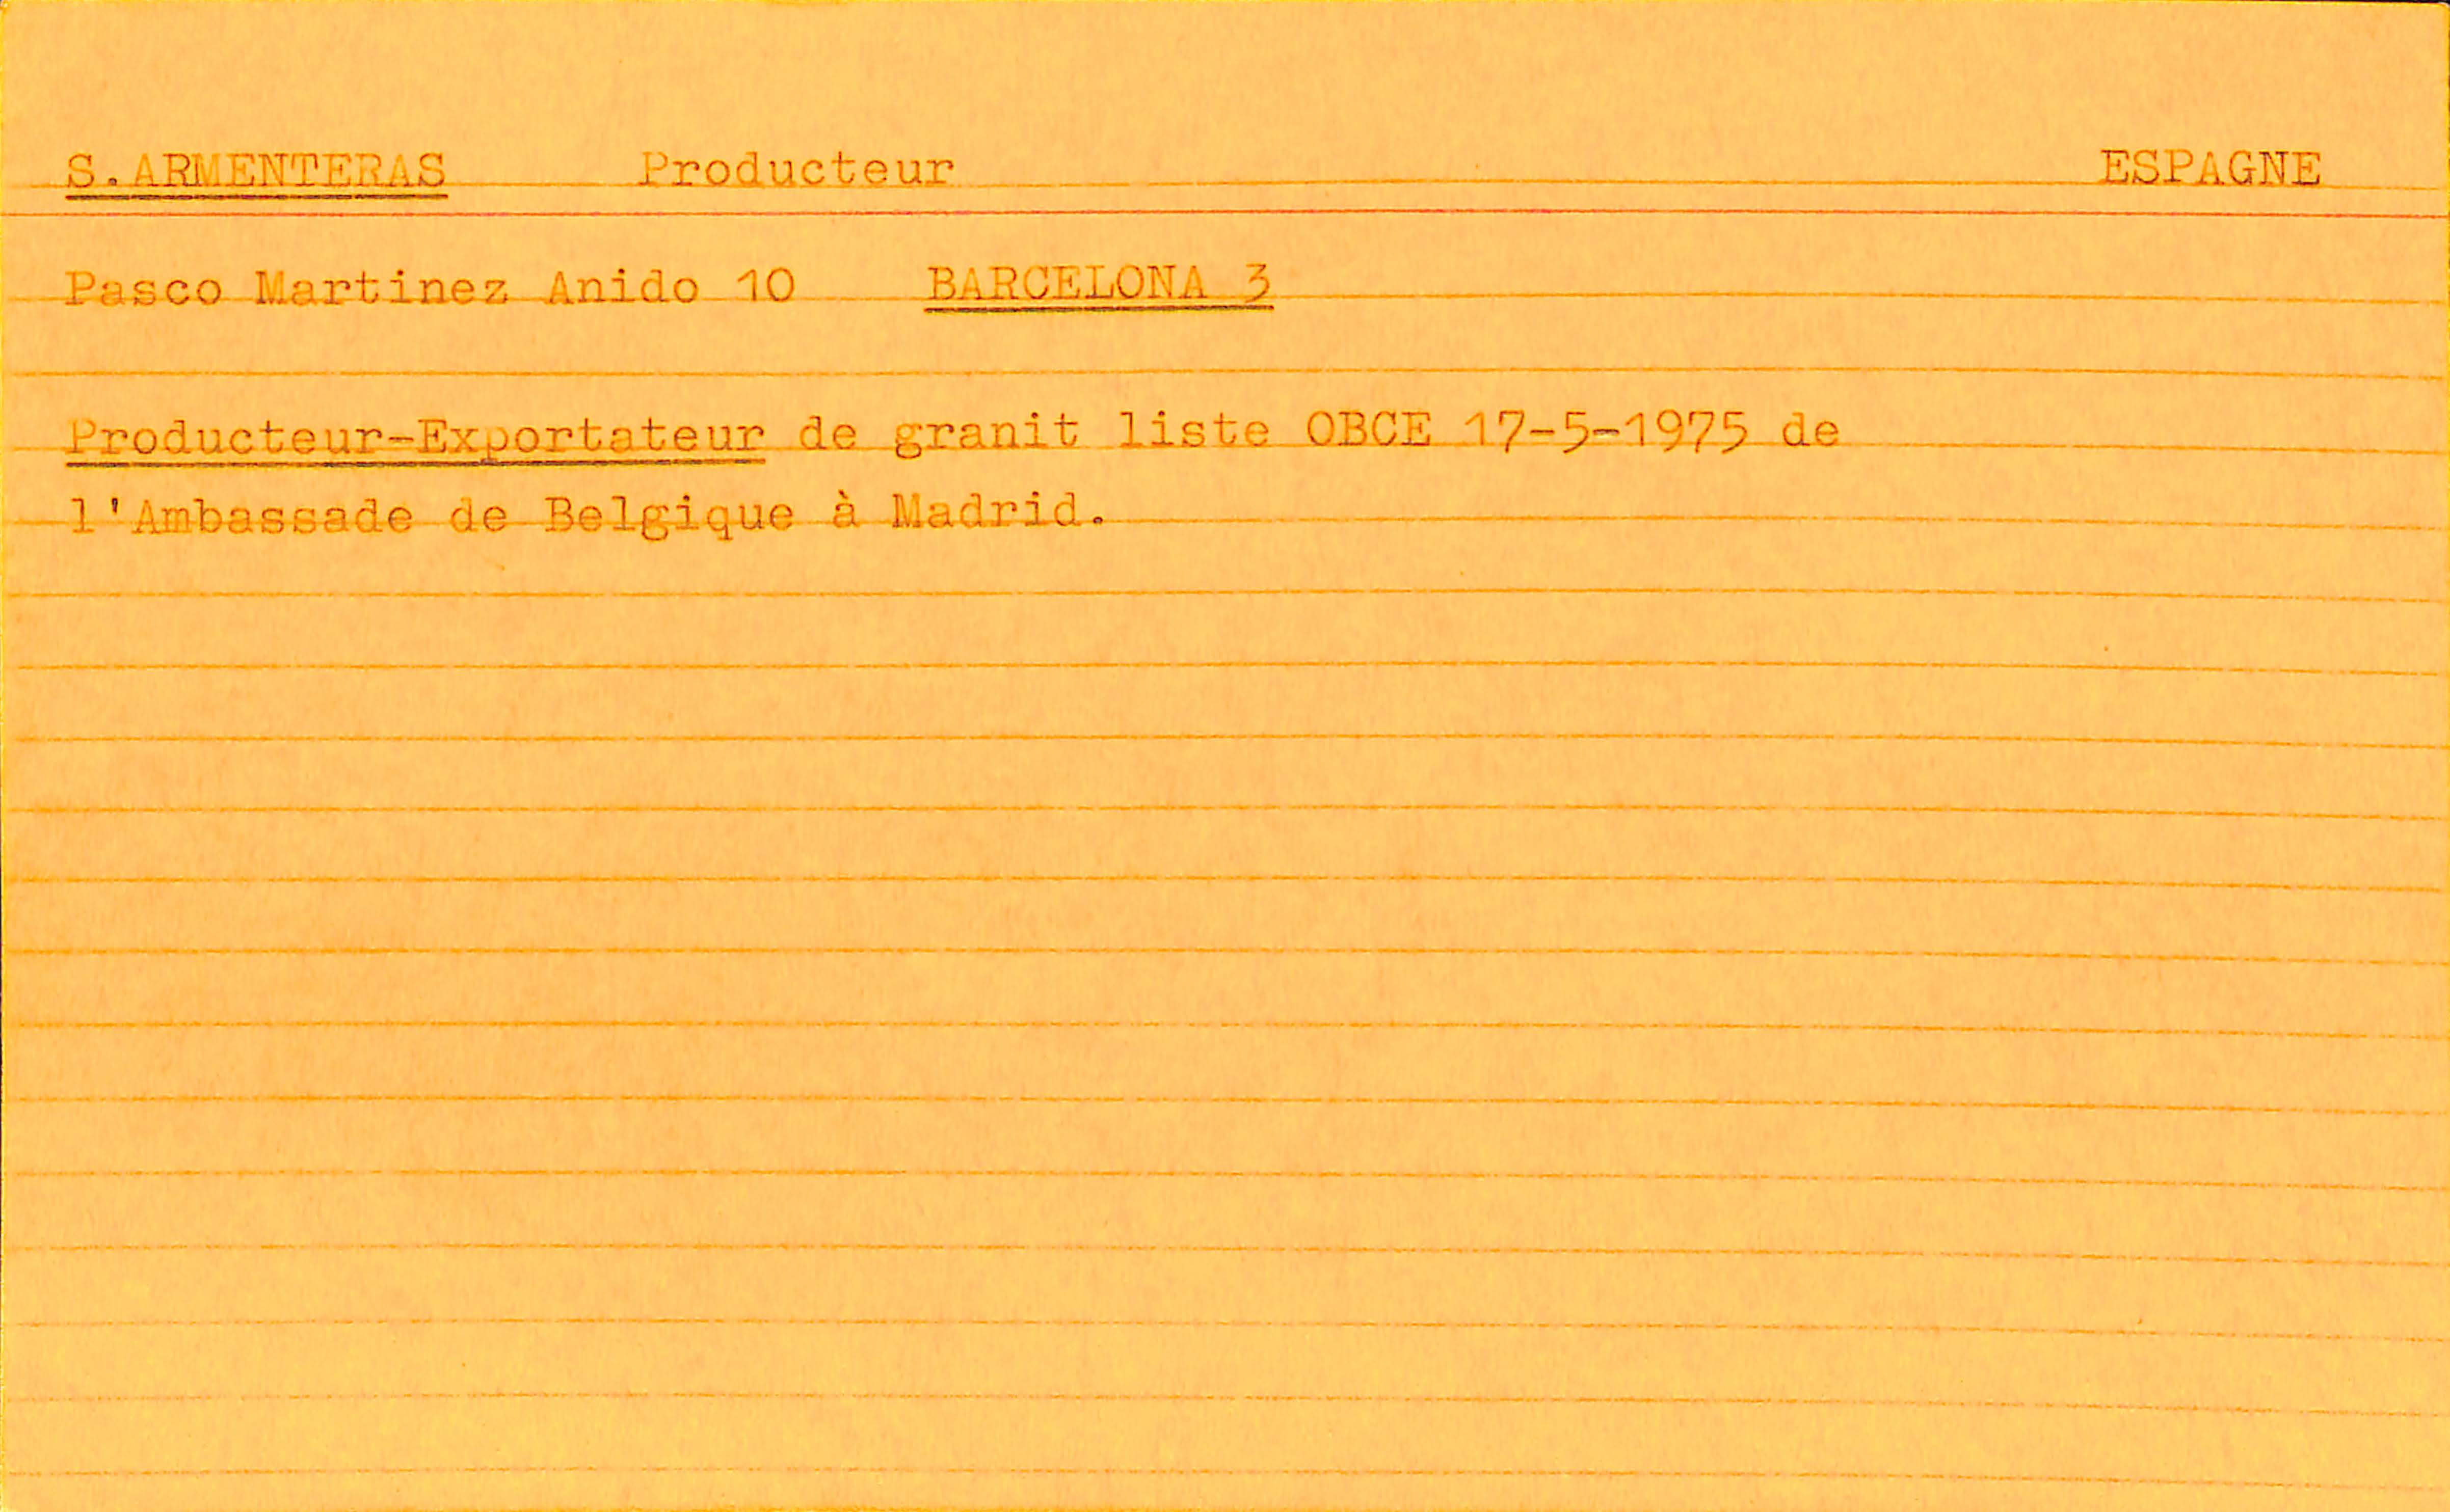 S.ARMENTERAS Producteur ESPAGNE
Pasco Martinez Anido 10 BARCELONA 3
Producteur-Exportateur de granit liste OBCE 17-5-1975 de
l'Ambassade de Belgique à Madrid.